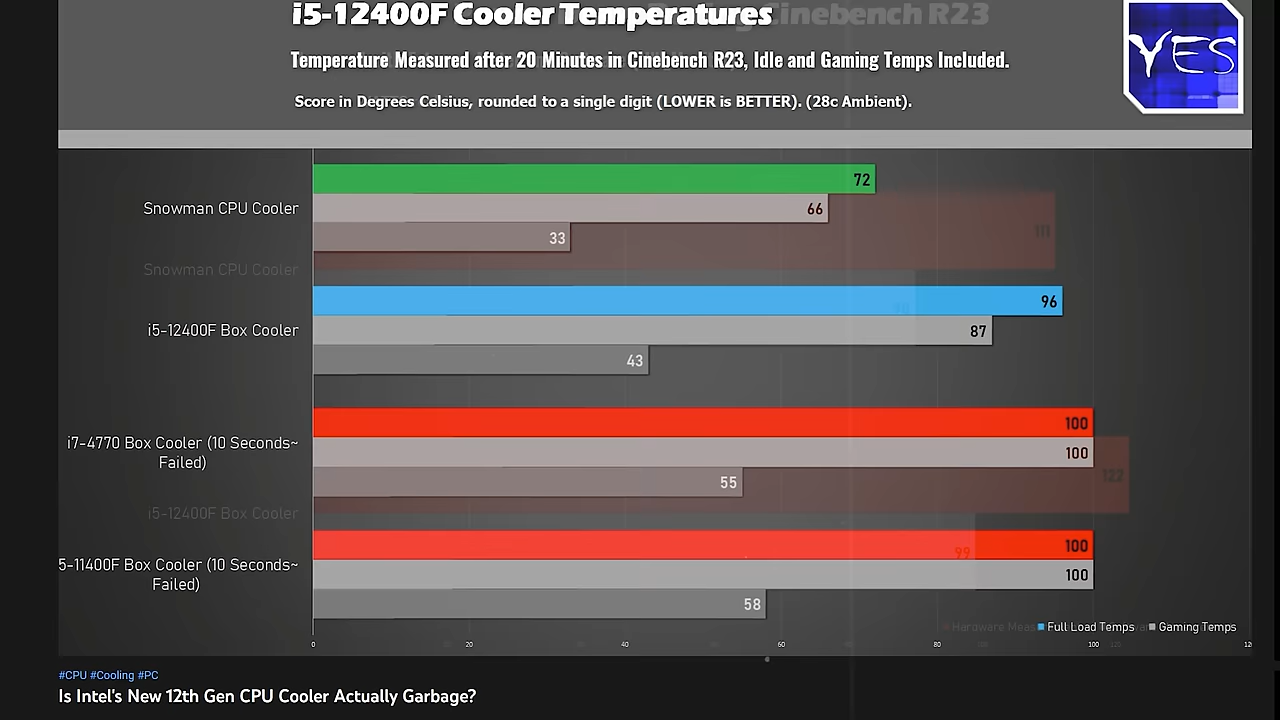 i5-12400F Cooler Temperatures
Cinebench R23
Temperature Measured after 20 Minutes in Cinebench R23, Idle and Gaming Temps Included.
Score in Degrees Celsius, rounded to a single digit (LOWER is BETTER). (28c Ambient).
YES
72
Snowman CPU Cooler
66
111
33
Snowman CPU Cooler
96
i5-12400F Box Cooler
87
43
100
i7-4770 Box Cooler (10 Seconds~
Failed)
100
122
55
i5-12400F Box Cooler
100
99
5-11400F Box Cooler (10 Seconds~
Failed)
100
58
Hardware Meas
Full Load Temps
Gaming Temps
0
20
40
60
80
100
120
12
#CPU #Cooling #PC
Is Intel's New 12th Gen CPU Cooler Actually Garbage?